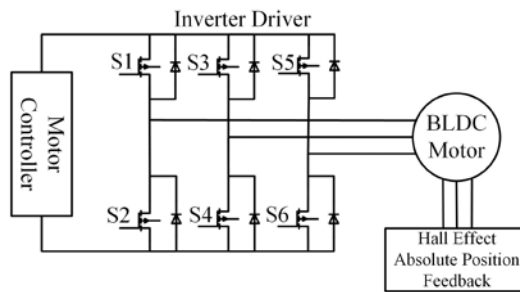 Inverter Driver
S1
S3
S5
Motor
Controller
BLDC
Motor
S2
S4
S6
Hall Effect
Absolute Position
Feedback